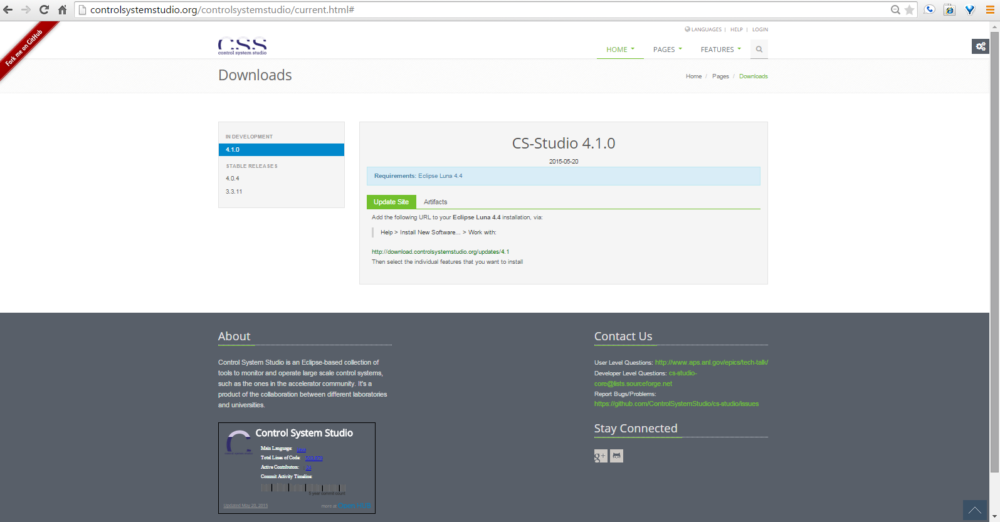 controlsystemstudio.org/controlsystemstudio/current.html#
Fork me on GitHub
LANGUAGES | HELP | LOGIN
CSS
control system studio
HOME PAGES FEATURES
Downloads
Home / Pages / Downloads
IN DEVELOPMENT
4.1.0
STABLE RELEASES
4.0.4
3.3.11
CS-Studio 4.1.0
2015-05-20
Requirements: Eclipse Luna 4.4
Update Site Artifacts
Add the following URL to your Eclipse Luna 4.4 installation, via:
Help > Install New Software... > Work with:
http://download.controlsystemstudio.org/updates/4.1
Then select the individual features that you want to install
About
Control System Studio is an Eclipse-based collection of
tools to monitor and operate large scale control systems,
such as the ones in the accelerator community. It's a
product of the collaboration between different laboratories
and universities.
Control System Studio
Main Language: Java
Total Lines of Code: 503,879
Active Contributors: : 24
Commit Activity Timeline:
5 year commit count
Updated May 20, 2015
more at
Contact Us
User Level Questions: http://www.aps.anl.gov/epics/tech-talk/
Developer Level Questions: cs-studio-
core@lists.sourceforge.net
Report Bugs/Problems:
https://github.com/ControlSystemStudio/cs-studio/issues
Stay Connected
g+